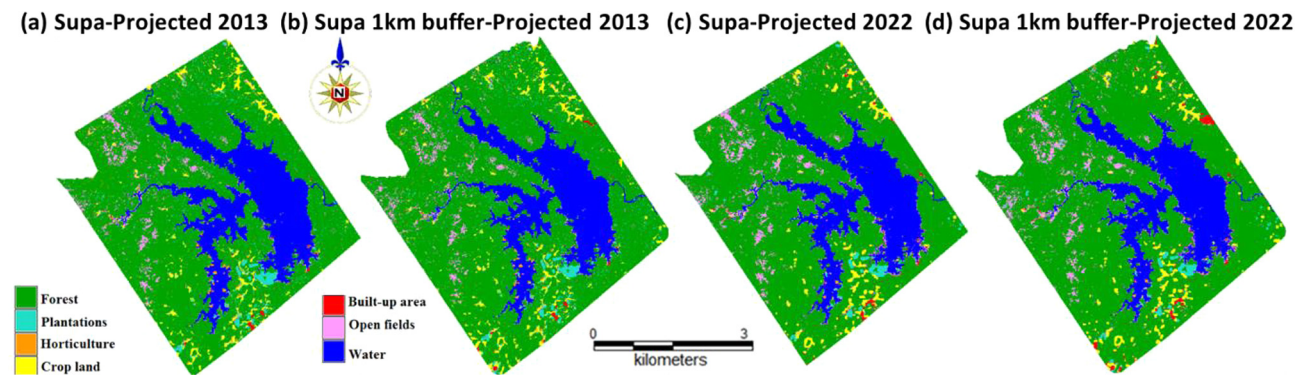 (a) Supa-Projected 2013 (b) Supa 1km buffer-Projected 2013 (c) Supa-Projected 2022 (d) Supa 1km buffer-Projected 2022
N
Forest
Plantations
Horticulture
Crop land
Built-up area
Open fields
Water
0 3
kilometers